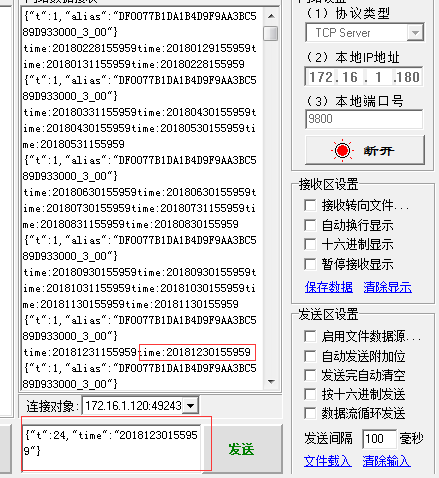 {"t":1,"alias":"DF0077B1DA1B4D9F9AA3BC5
89D933000_3_00"}
time:20180228155959time:20180129155959t
ime:20180131155959time:20180228155959
{"t":1,"alias":"DF0077B1DA1B4D9F9AA3BC5
89D933000_3_00"}
time:20180331155959time:20180430155959t
ime:20180430155959time:20180530155959ti
me:20180531155959
{"t":1,"alias":"DF0077B1DA1B4D9F9AA3BC5
89D933000_3_00"}
time:20180630155959time:20180630155959t
ime:20180730155959time:20180731155959ti
me:20180831155959time:20180830155959
{"t":1,"alias":"DF0077B1DA1B4D9F9AA3BC5
89D933000_3_00"}
time:20180930155959time:20180930155959t
ime:20181031155959time:20181030155959ti
me:20181130155959time:20181130155959
{"t":1,"alias":"DF0077B1DA1B4D9F9AA3BC5
89D933000_3_00"}
time:20181231155959time:20181230155959
{"t":1,"alias":"DF0077B1DA1B4D9F9AA3BC5
89D933000_3_00"}
连接对象: 172.16.1.120:49243
{"t":24,"time":"2018123015595
9"}
发送
(1) 协议类型
TCP Server
(2) 本地IP地址
172.16 . 1 .180
(3) 本地端口号
9800
断开
接收区设置
接收转向文件...
自动换行显示
十六进制显示
暂停接收显示
保存数据 清除显示
发送区设置
启用文件数据源...
自动发送附加位
发送完自动清空
按十六进制发送
数据流循环发送
发送间隔 100 毫秒
文件载入 清除输入